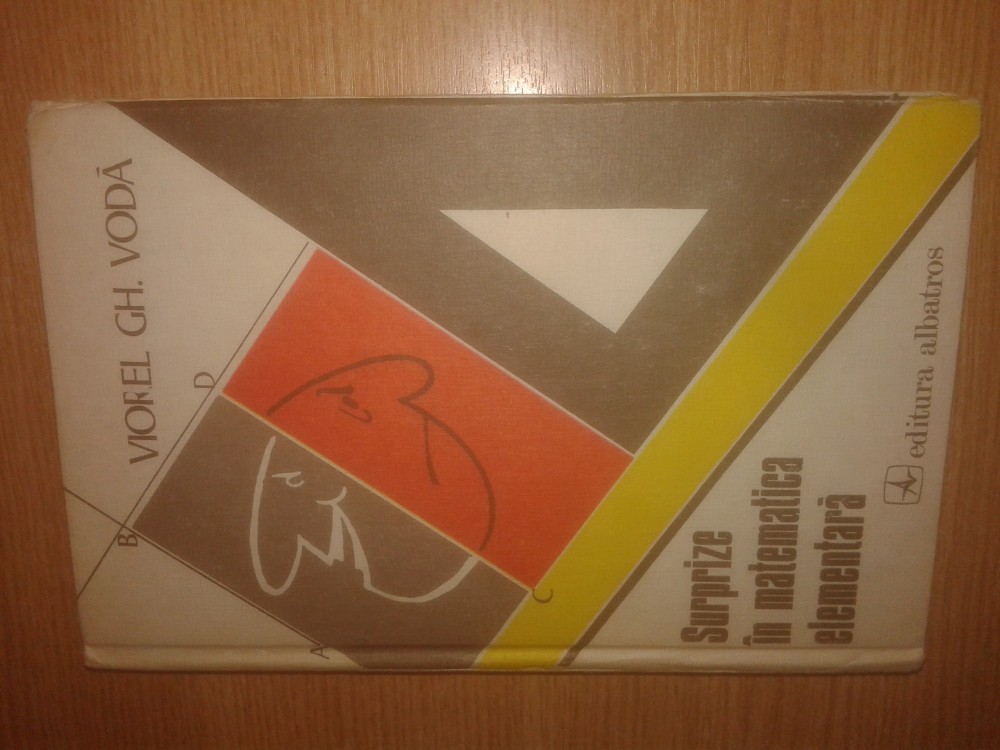 VIOREL GH. VODĂ
D
B
A
C
Surprize
în matematica
elementară
editura albatros